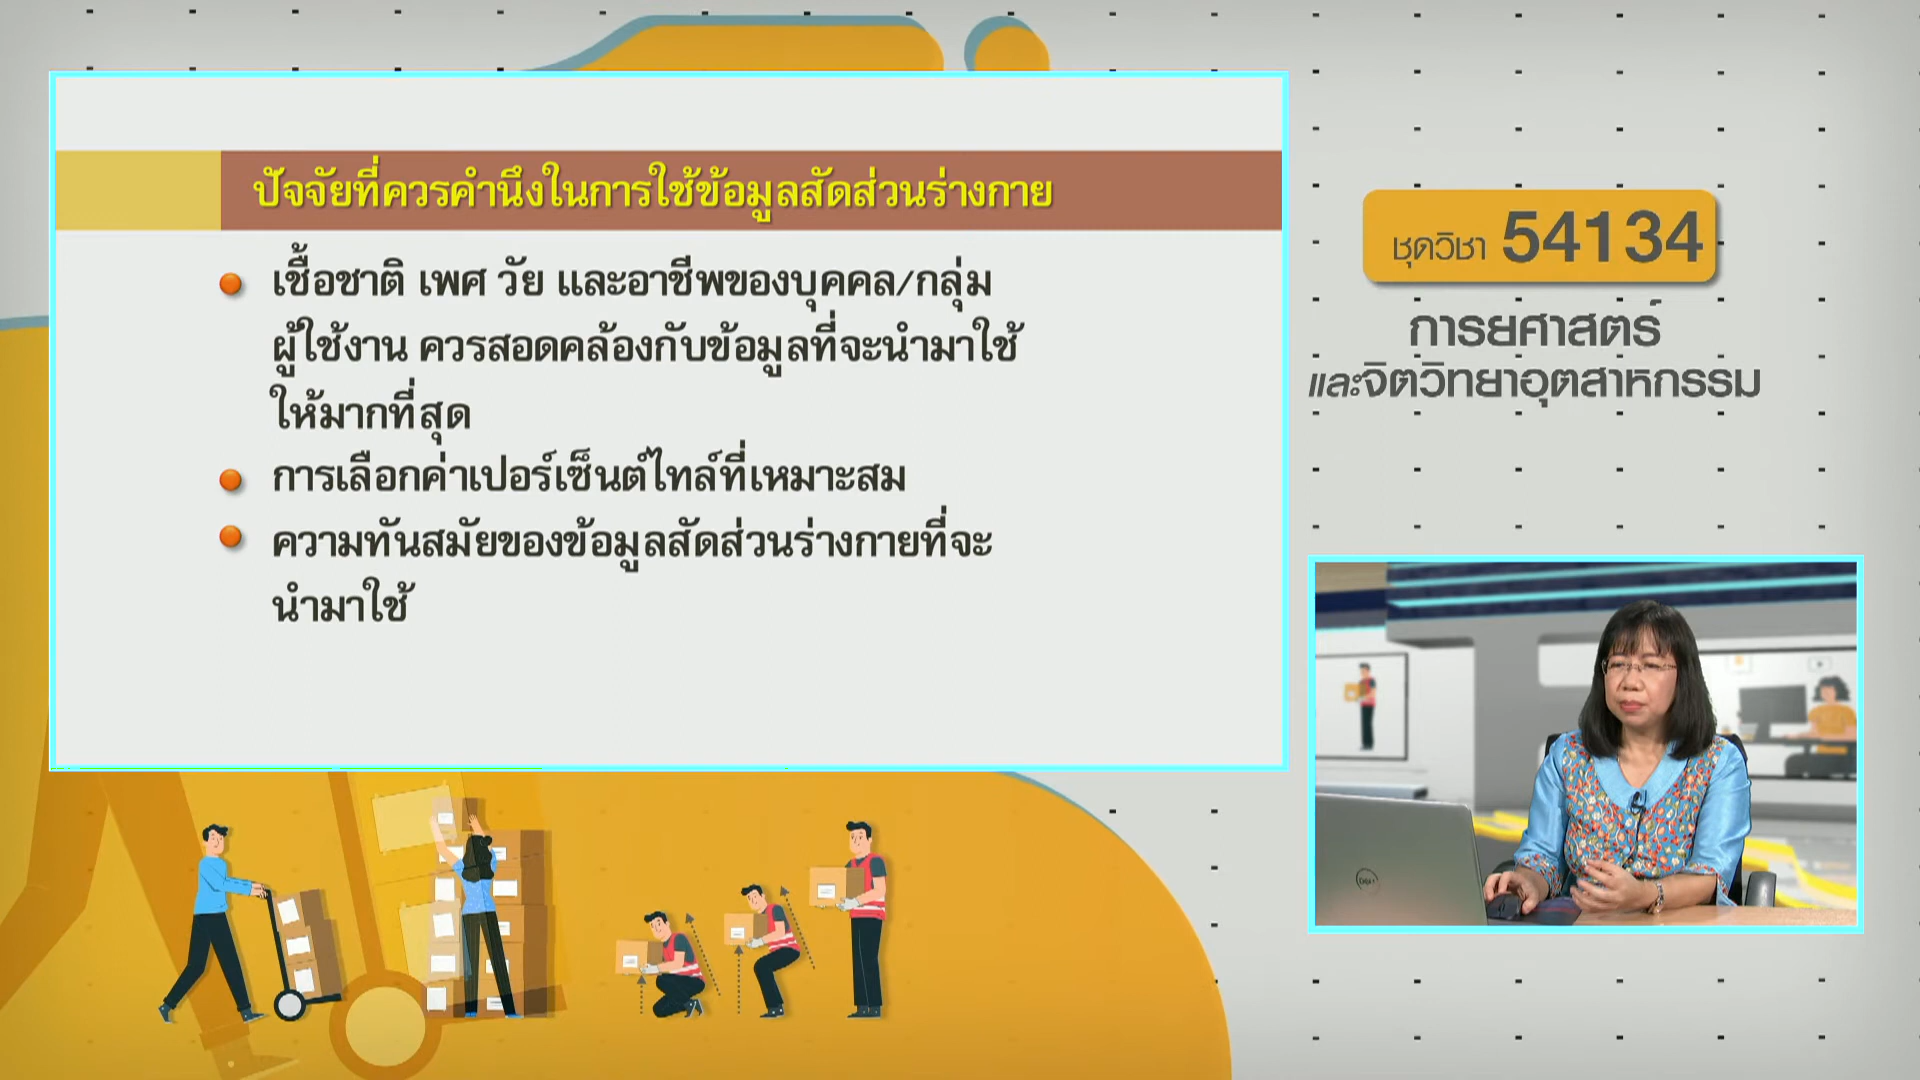 ปัจจัยที่ควรคำนึงในการใช้ข้อมูลสัดส่วนร่างกาย
เชื้อชาติ เพศ วัย และอาชีพของบุคคล/กลุ่ม
ผู้ใช้งาน ควรสอดคล้องกับข้อมูลที่จะนำมาใช้
ให้มากที่สุด
การเลือกค่าเปอร์เซ็นต์ไทล์ที่เหมาะสม
ความทันสมัยของข้อมูลสัดส่วนร่างกายที่จะ
นำมาใช้
ชุดวิชา 54134
การยศาสตร์
และจิตวิทยาอุตสาหกรรม
DELL